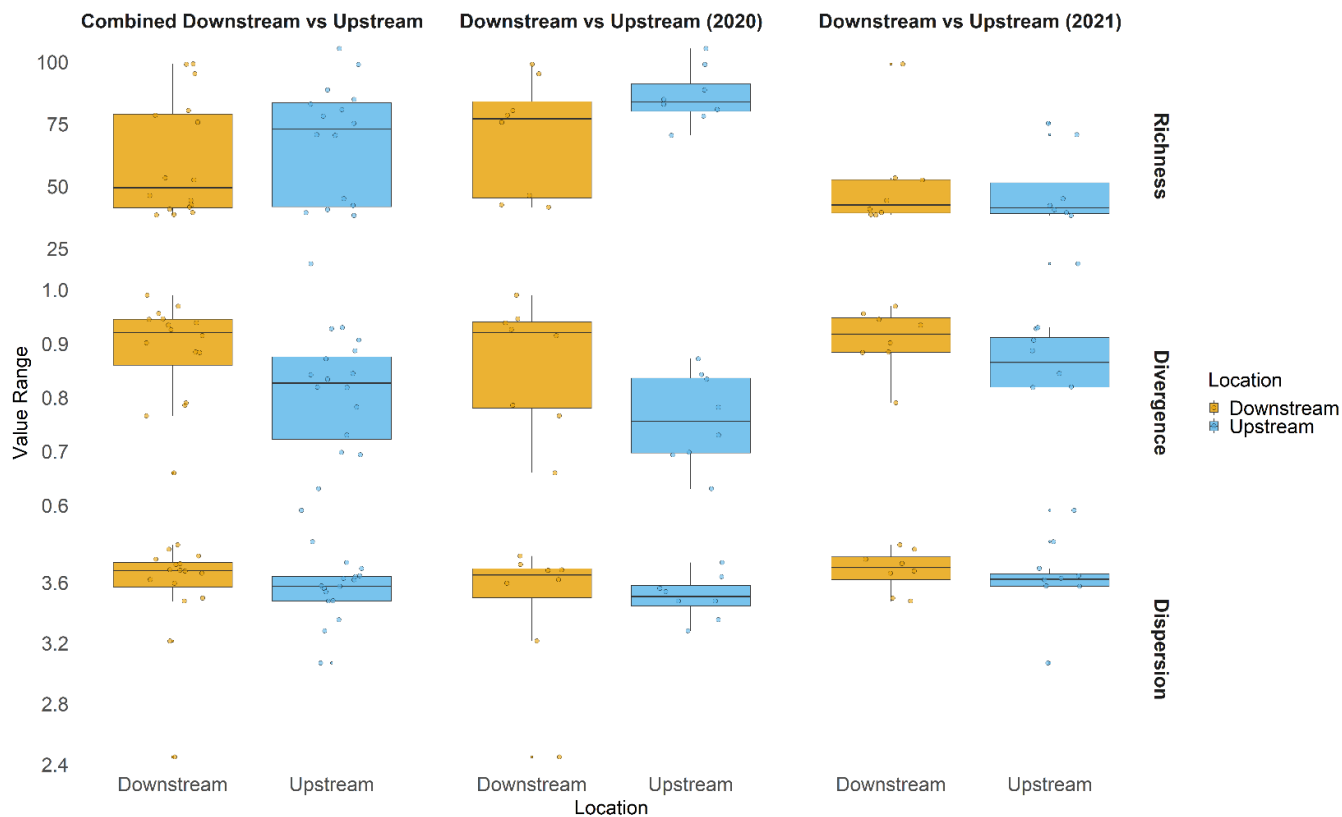 Combined Downstream vs Upstream
Downstream vs Upstream (2020)
Downstream vs Upstream (2021)
100
75
50
25
Richness
1.0
0.9
0.8
0.7
0.6
Divergence
3.6
3.2
2.8
2.4
Dispersion
Value Range
Downstream
Upstream
Downstream
Upstream
Downstream
Upstream
Location
Location
Downstream
Upstream